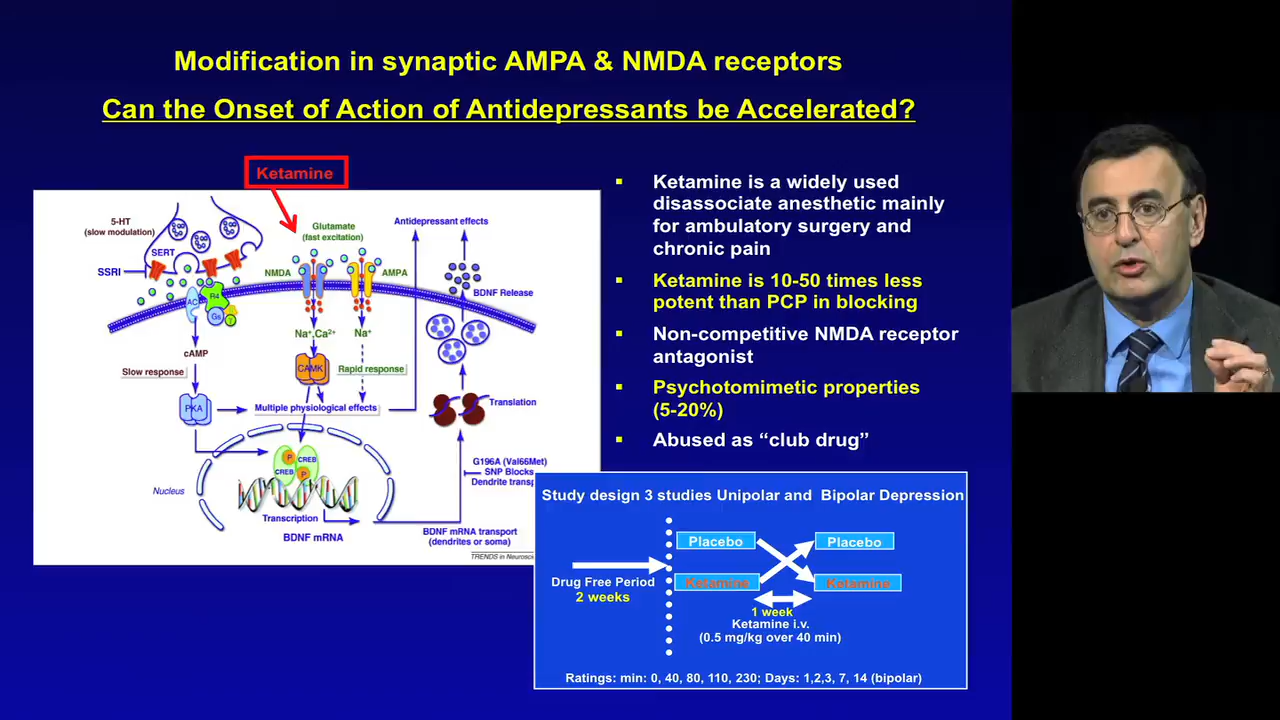 Modification in synaptic AMPA & NMDA receptors
Can the Onset of Action of Antidepressants be Accelerated?
Ketamine
5-HT
(slow modulation)
SERT
SSRI
AC
R4
Gs
γ
cAMP
Slow response
PKA
Glutamate
(fast excitation)
NMDA
AMPA
Na⁺,Ca²⁺
Na⁺
CAMK
Rapid response
Multiple physiological effects
Antidepressant effects
BDNF Release
Translation
G196A (Val66Met)
SNP Blocks
Dendrite transp
Nucleus
P
CREB
CREB
P
Transcription
BDNF mRNA
BDNF mRNA transport
(dendrites or soma)
TRENDS in Neurosci
▪ Ketamine is a widely used
disassociate anesthetic mainly
for ambulatory surgery and
chronic pain
▪ Ketamine is 10-50 times less
potent than PCP in blocking
▪ Non-competitive NMDA receptor
antagonist
▪ Psychotomimetic properties
(5-20%)
▪ Abused as “club drug”
Study design 3 studies Unipolar and Bipolar Depression
Placebo
Placebo
Drug Free Period
2 weeks
Ketamine
Ketamine
1 week
Ketamine i.v.
(0.5 mg/kg over 40 min)
Ratings: min: 0, 40, 80, 110, 230; Days: 1,2,3, 7, 14 (bipolar)